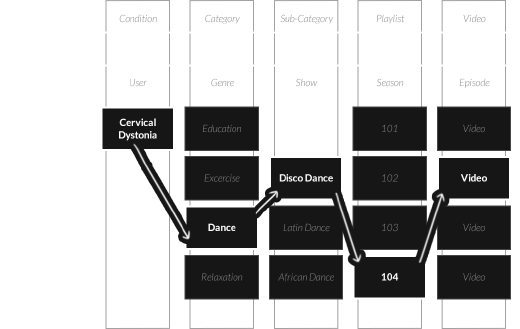 Condition Category Sub-Category Playlist Video
User Genre Show Season Episode
Cervical
Dystonia
Education 101 Video
Excercise Disco Dance 102 Video
Dance Latin Dance 103 Video
Relaxation African Dance 104 Video